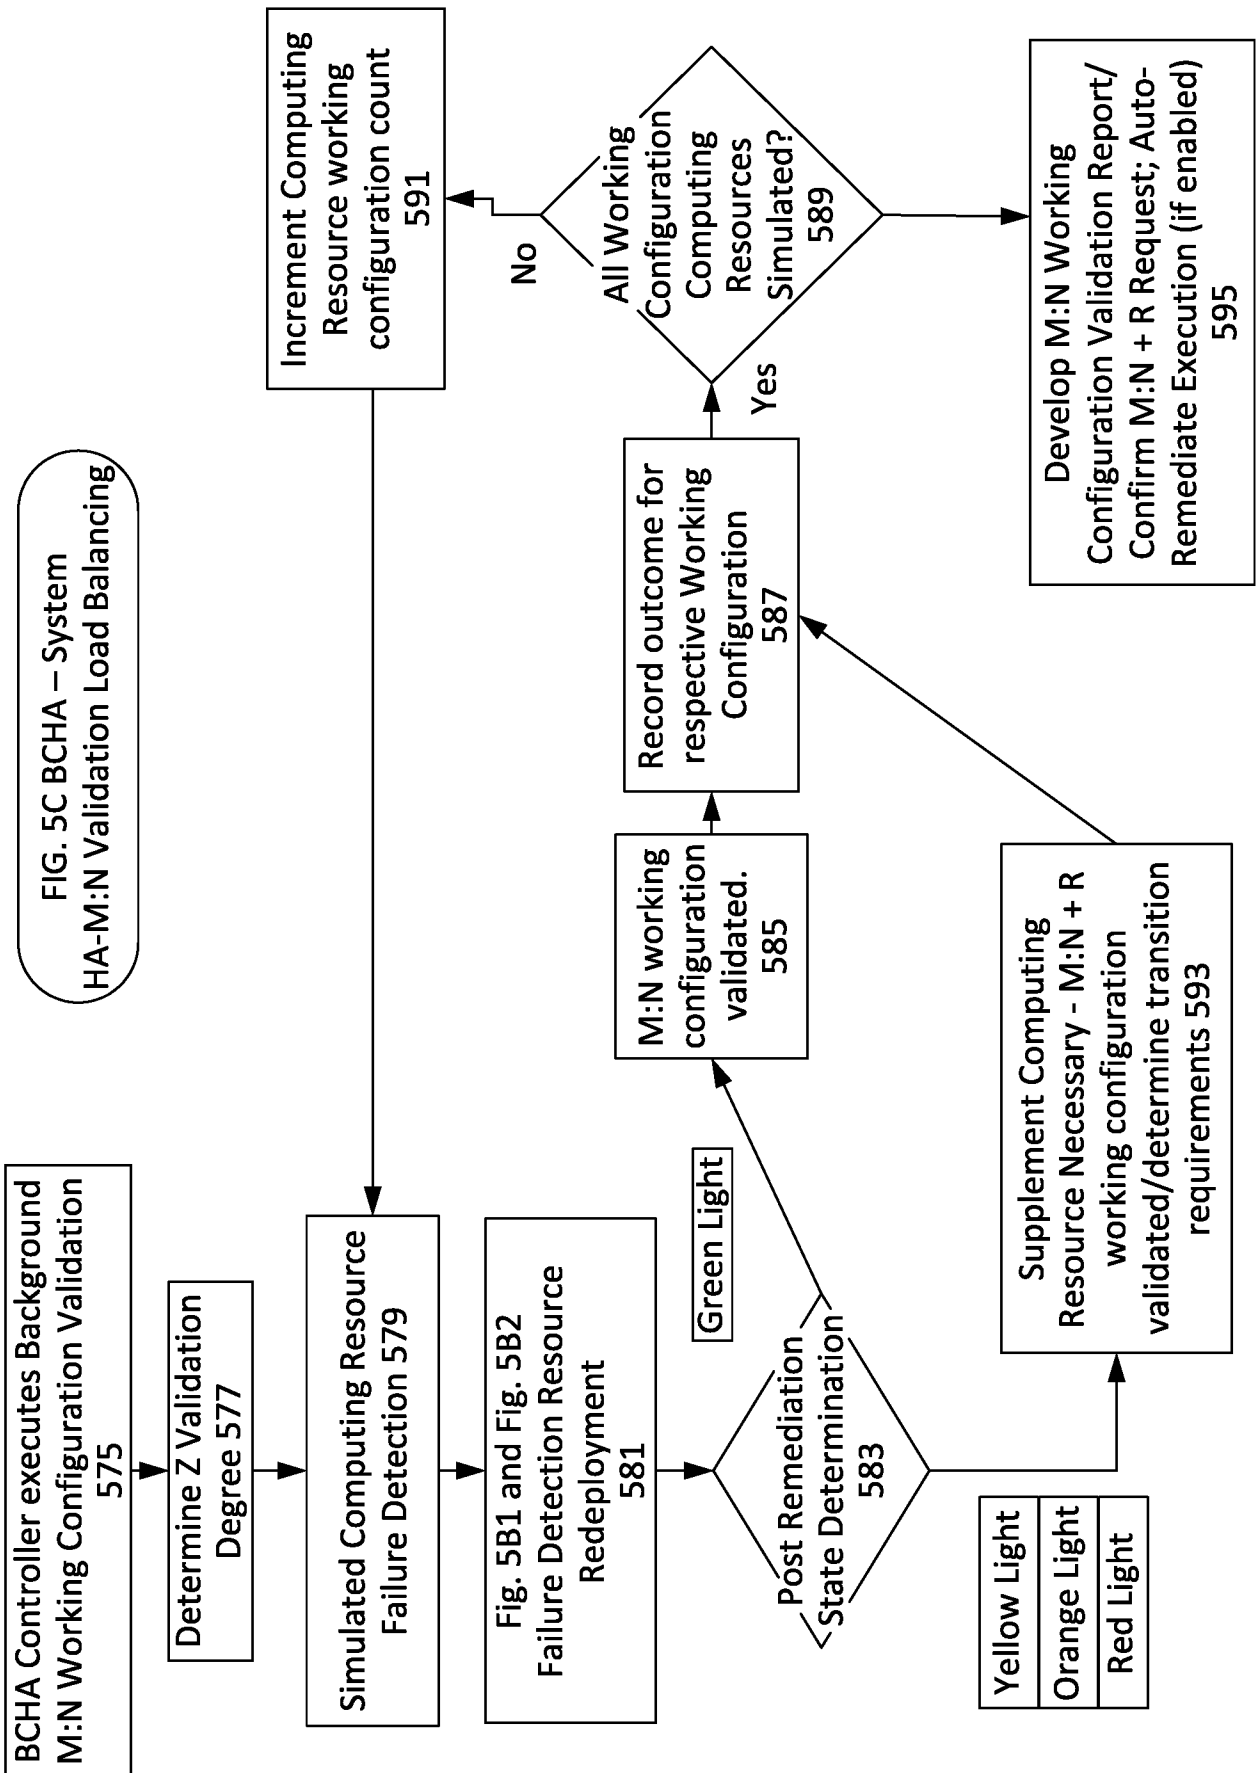 FIG. 5C BCHA – System
HA-M:N Validation Load Balancing
BCHA Controller executes Background
M:N Working Configuration Validation
575
Determine Z Validation
Degree 577
Simulated Computing Resource
Failure Detection 579
Fig. 5B1 and Fig. 5B2
Failure Detection Resource
Redeployment
581
Post Remediation
State Determination
583
Green Light
Yellow Light
Orange Light
Red Light
M:N working
configuration
validated.
585
Supplement Computing
Resource Necessary - M:N + R
working configuration
validated/determine transition
requirements 593
Record outcome for
respective Working
Configuration
587
Yes
All Working
Configuration
Computing
Resources
Simulated?
589
No
Increment Computing
Resource working
configuration count
591
Develop M:N Working
Configuration Validation Report/
Confirm M:N + R Request; Auto-
Remediate Execution (if enabled)
595